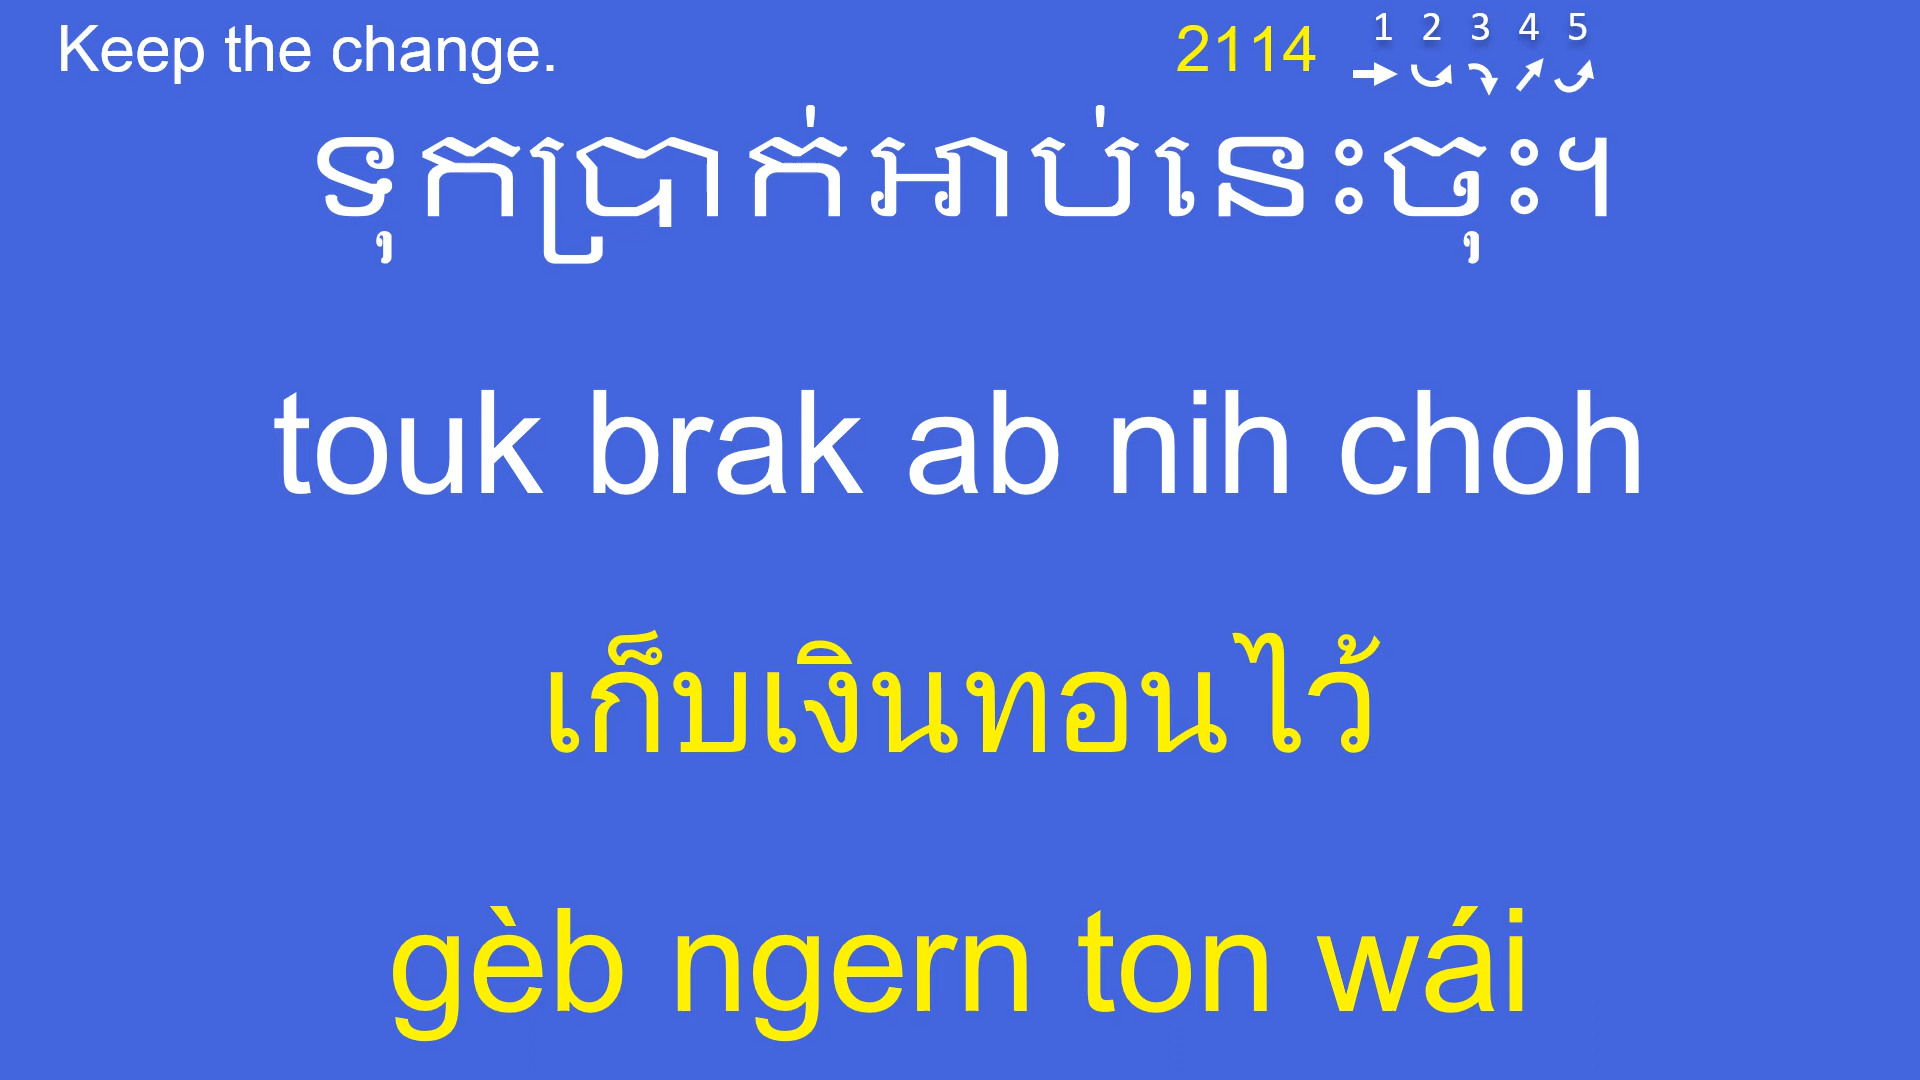 Keep the change. 2114 1 2 3 4 5
ទុកប្រាក់អាប់នេះចុះ។
touk brak ab nih choh
เก็บเงินทอนไว้
gèb ngern ton wái